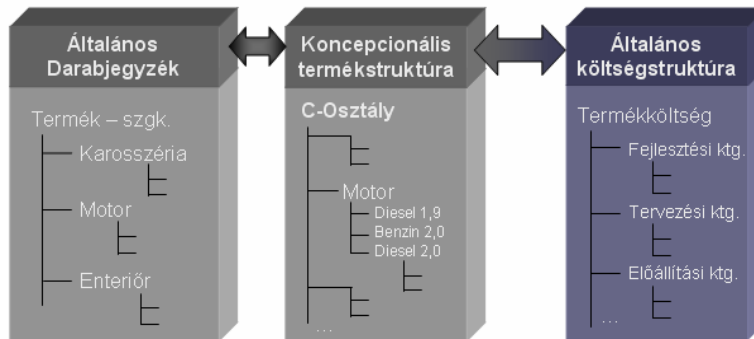 Általános
Darabjegyzék
Termék – szgk.
Karosszéria
Motor
Enteriőr
Koncepcionális
termékstruktúra
C-Osztály
Motor
Diesel 1,9
Benzin 2,0
Diesel 2,0
...
Általános
költségstruktúra
Termékköltség
Fejlesztési ktg.
Tervezési ktg.
Előállítási ktg.
...